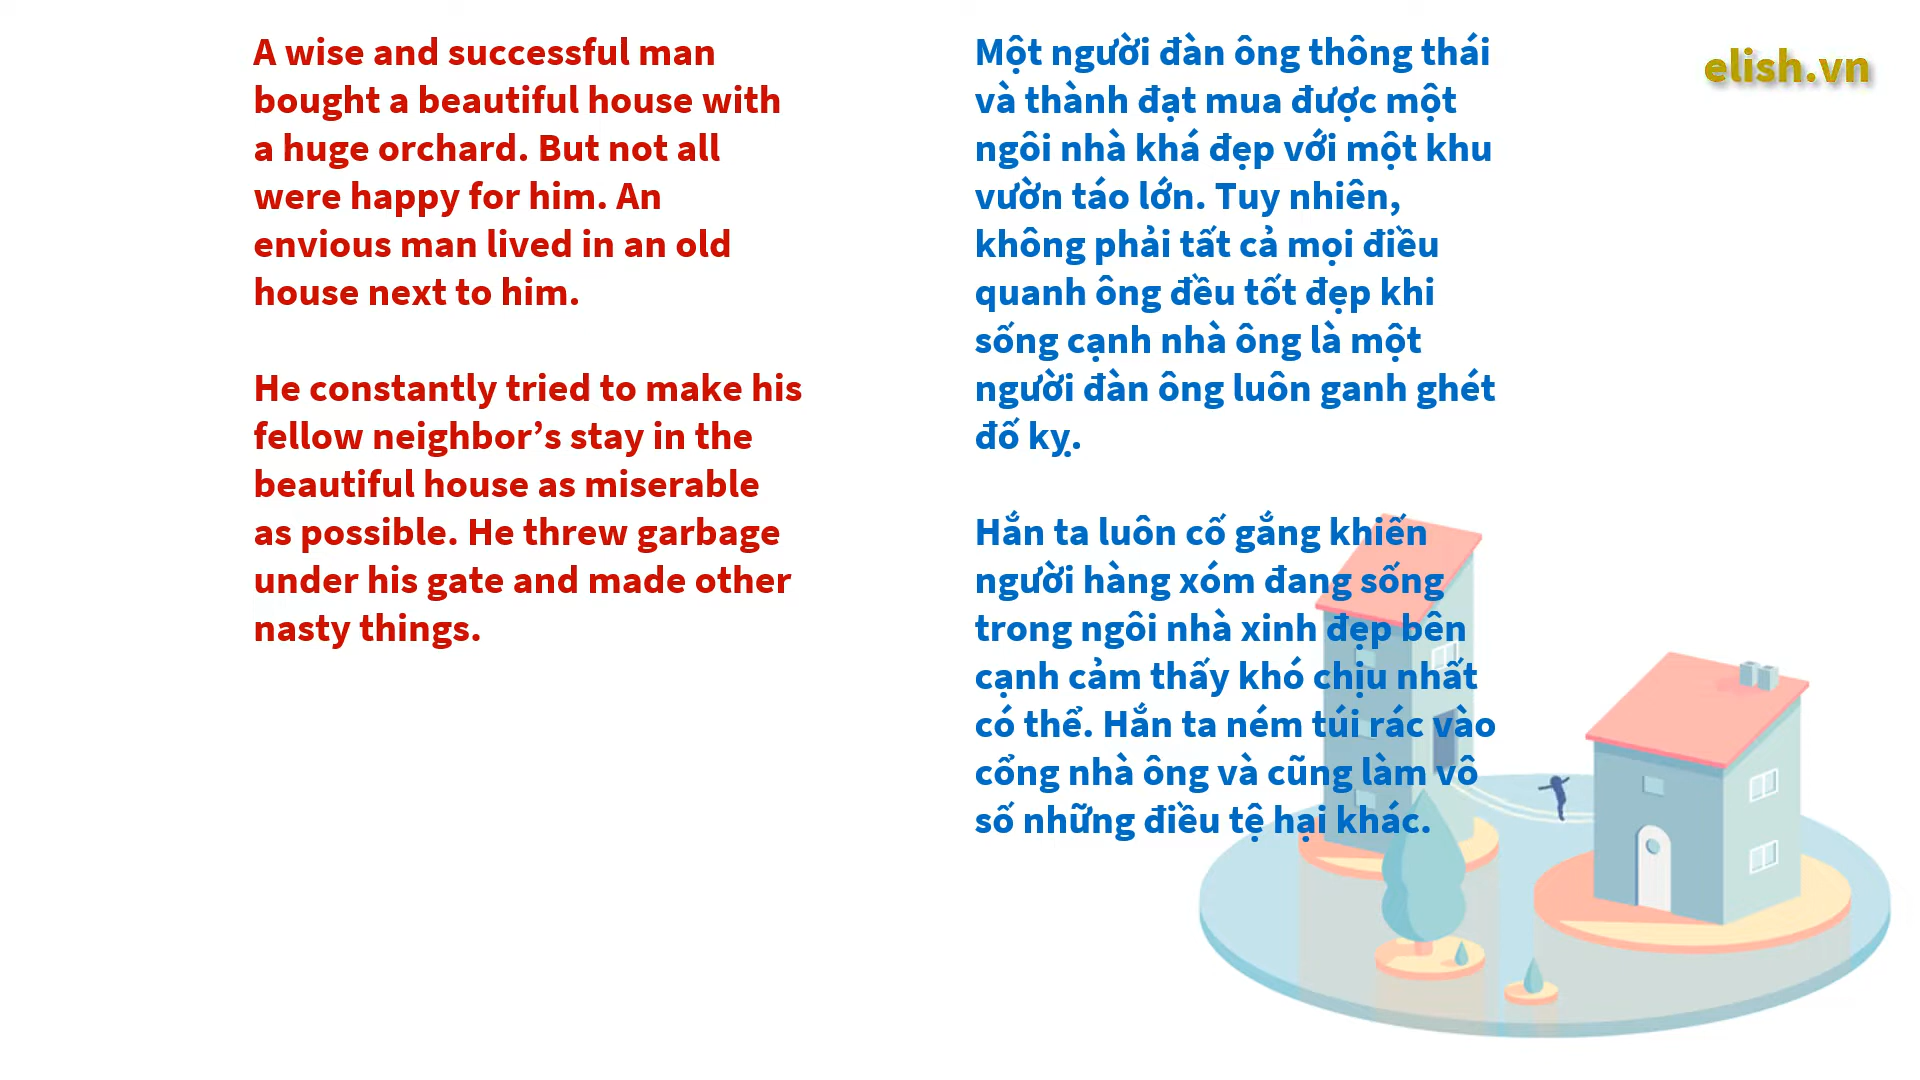 A wise and successful man
bought a beautiful house with
a huge orchard. But not all
were happy for him. An
envious man lived in an old
house next to him.
He constantly tried to make his
fellow neighbor’s stay in the
beautiful house as miserable
as possible. He threw garbage
under his gate and made other
nasty things.
Một người đàn ông thông thái
và thành đạt mua được một
ngôi nhà khá đẹp với một khu
vườn táo lớn. Tuy nhiên,
không phải tất cả mọi điều
quanh ông đều tốt đẹp khi
sống cạnh nhà ông là một
người đàn ông luôn ganh ghét
đố kỵ.
Hắn ta luôn cố gắng khiến
người hàng xóm đang sống
trong ngôi nhà xinh đẹp bên
cạnh cảm thấy khó chịu nhất
có thể. Hắn ta ném túi rác vào
cổng nhà ông và cũng làm vô
số những điều tệ hại khác.
elish.vn